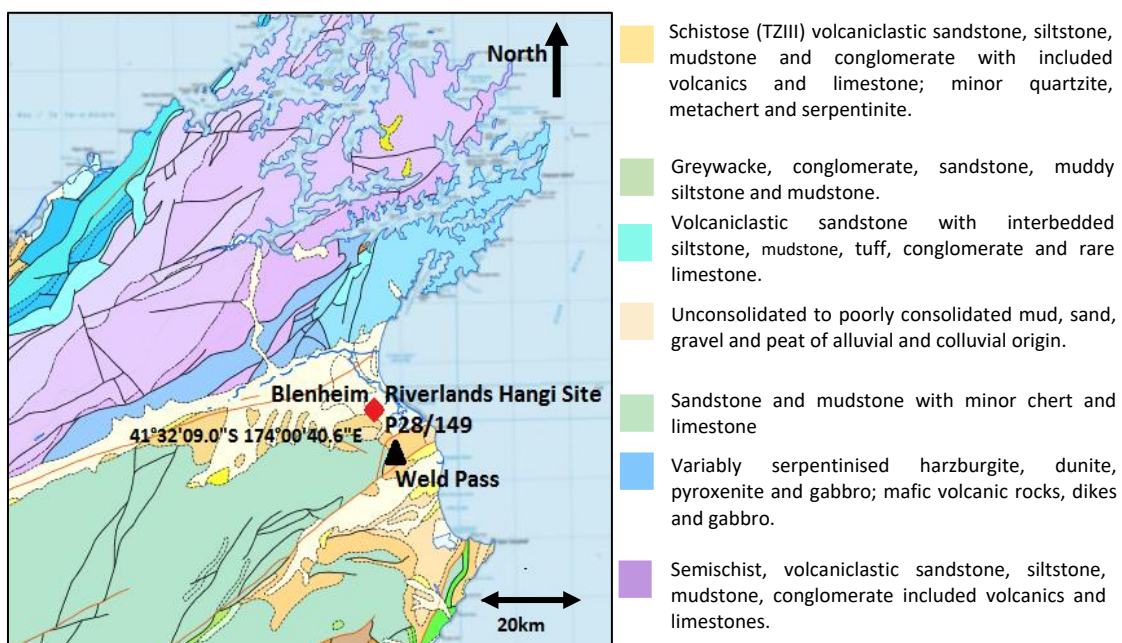 North
Blenheim
Riverlands Hangi Site
P28/149
41°32'09.0"S 174°00'40.6"E
Weld Pass
20km
Schistose (TZIII) volcaniclastic sandstone, siltstone,
mudstone and conglomerate with included
volcanics and limestone; minor quartzite,
metachert and serpentinite.
Greywacke, conglomerate, sandstone, muddy
siltstone and mudstone.
Volcaniclastic sandstone with interbedded
siltstone, mudstone, tuff, conglomerate and rare
limestone.
Unconsolidated to poorly consolidated mud, sand,
gravel and peat of alluvial and colluvial origin.
Sandstone and mudstone with minor chert and
limestone
Variably serpentinised harzburgite, dunite,
pyroxenite and gabbro; mafic volcanic rocks, dikes
and gabbro.
Semischist, volcaniclastic sandstone, siltstone,
mudstone, conglomerate included volcanics and
limestones.